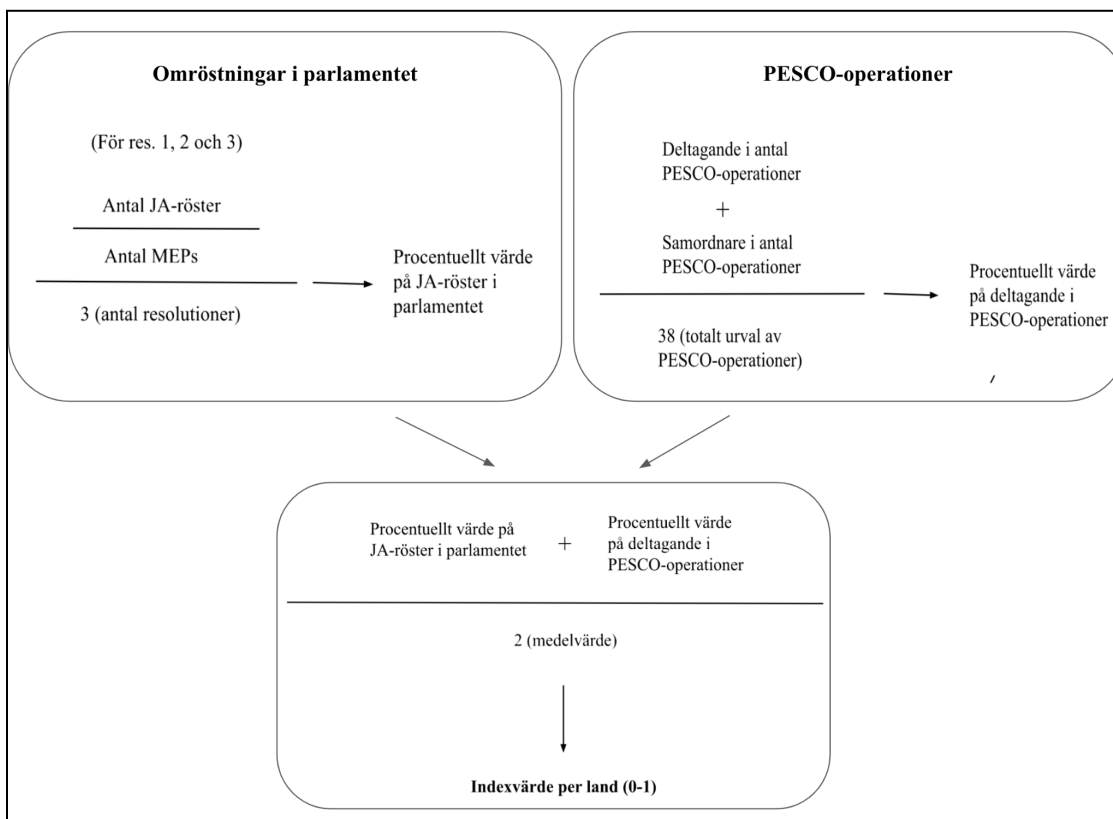 Omröstningar i parlamentet
(För res. 1, 2 och 3)
Antal JA-röster
Antal MEPs
3 (antal resolutioner)
Procentuellt värde
på JA-röster i
parlamentet
PESCO-operationer
Deltagande i antal
PESCO-operationer
+
Samordnare i antal
PESCO-operationer
38 (totalt urval av
PESCO-operationer)
Procentuellt värde
på deltagande i
PESCO-operationer
Procentuellt värde på
JA-röster i parlamentet
+
Procentuellt värde
på deltagande i
PESCO-operationer
2 (medelvärde)
Indexvärde per land (0-1)